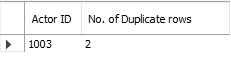 Actor ID No. of Duplicate rows
1003 2